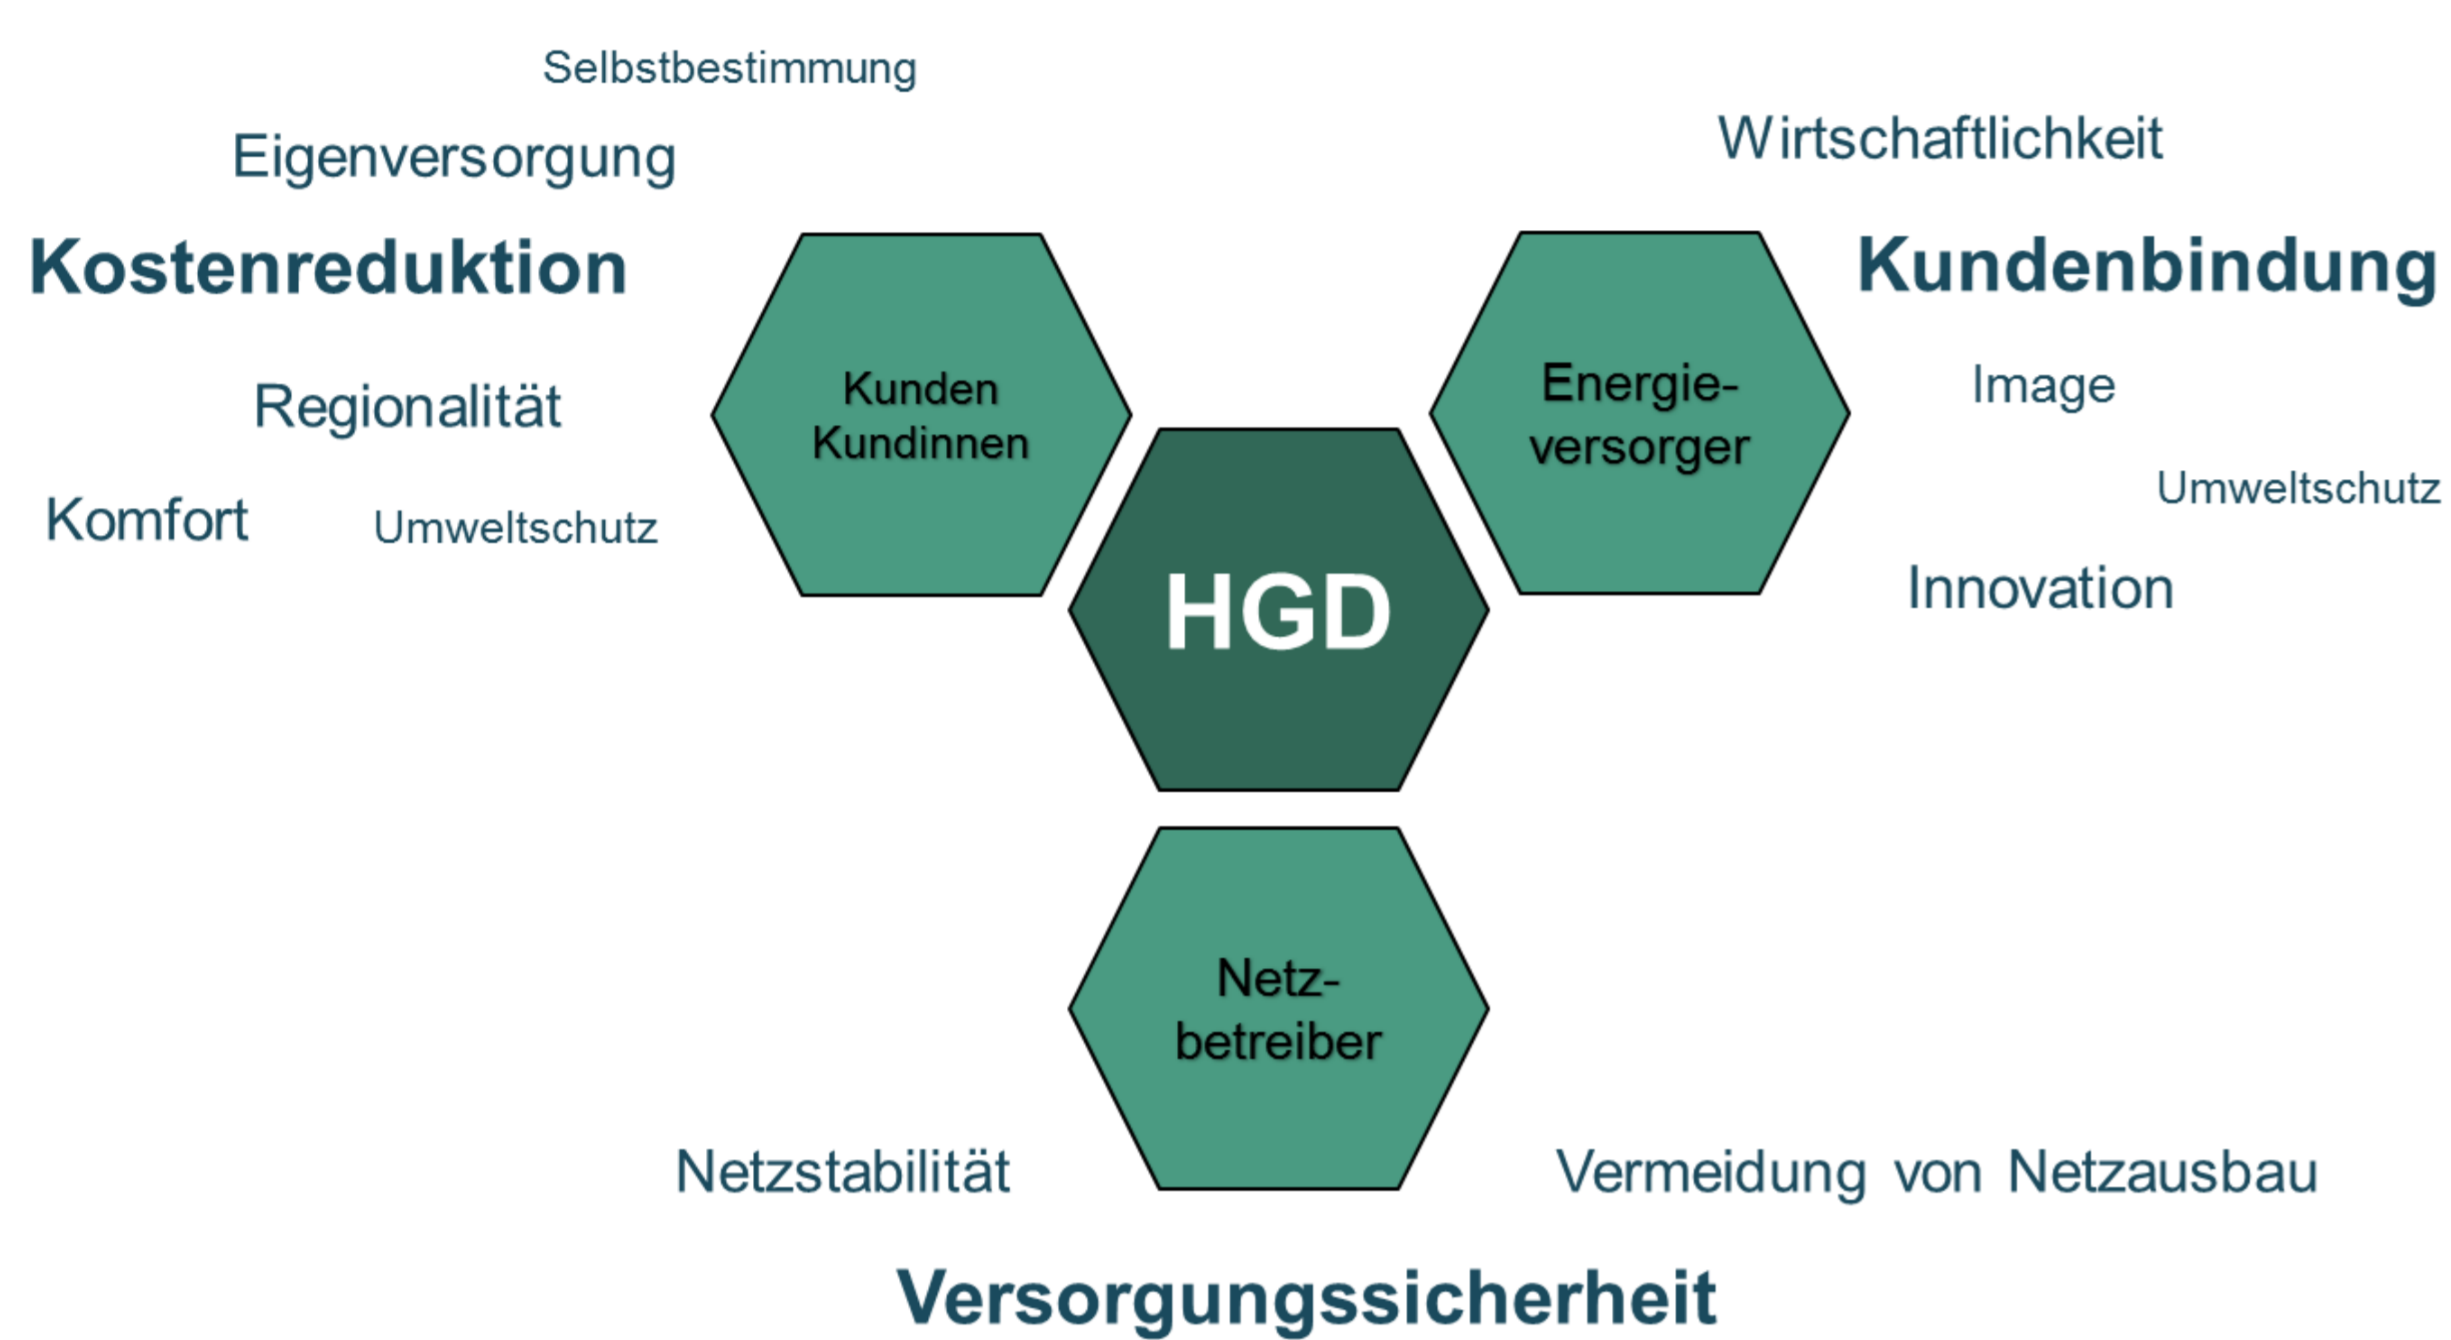 Selbstbestimmung
Eigenversorgung
Kostenreduktion
Regionalität
Komfort
Umweltschutz
Kunden
Kundinnen
Wirtschaftlichkeit
Kundenbindung
Image
Umweltschutz
Innovation
Energie-
versorger
HGD
Netz-
betreiber
Netzstabilität
Vermeidung von Netzausbau
Versorgungssicherheit